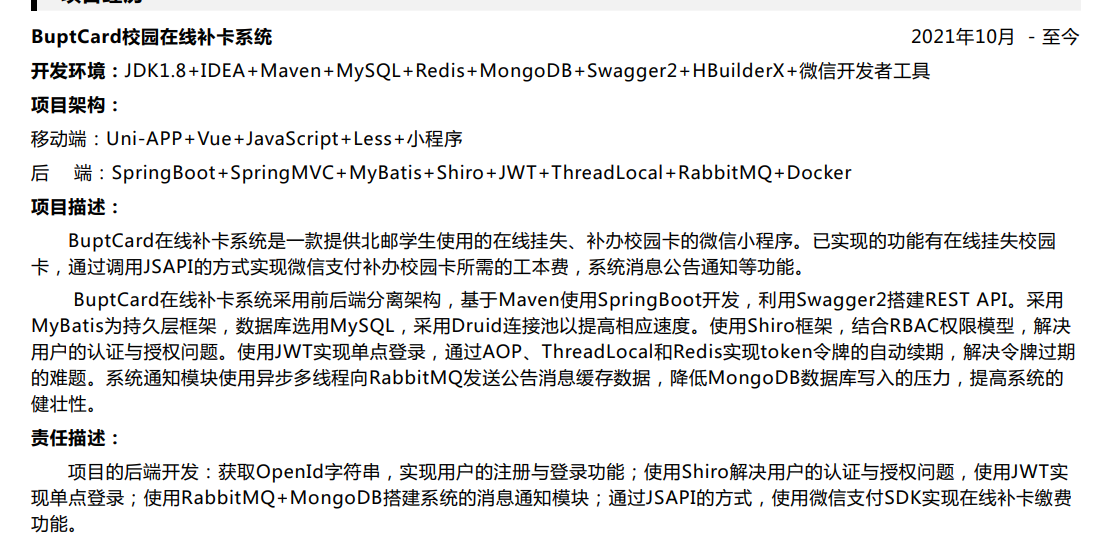 项目经历
BuptCard校园在线补卡系统 2021年10月 - 至今
开发环境：JDK1.8+IDEA+Maven+MySQL+Redis+MongoDB+Swagger2+HBuilderX+微信开发者工具
项目架构：
移动端：Uni-APP+Vue+JavaScript+Less+小程序
后 端：SpringBoot+SpringMVC+MyBatis+Shiro+JWT+ThreadLocal+RabbitMQ+Docker
项目描述：
BuptCard在线补卡系统是一款提供北邮学生使用的在线挂失、补办校园卡的微信小程序。已实现的功能有在线挂失校园
卡，通过调用JSAPI的方式实现微信支付补办校园卡所需的工本费，系统消息公告通知等功能。
BuptCard在线补卡系统采用前后端分离架构，基于Maven使用SpringBoot开发，利用Swagger2搭建REST API。采用
MyBatis为持久层框架，数据库选用MySQL，采用Druid连接池以提高相应速度。使用Shiro框架，结合RBAC权限模型，解决
用户的认证与授权问题。使用JWT实现单点登录，通过AOP、ThreadLocal和Redis实现token令牌的自动续期，解决令牌过期
的难题。系统通知模块使用异步多线程向RabbitMQ发送公告消息缓存数据，降低MongoDB数据库写入的压力，提高系统的
健壮性。
责任描述：
项目的后端开发：获取OpenId字符串，实现用户的注册与登录功能；使用Shiro解决用户的认证与授权问题，使用JWT实
现单点登录；使用RabbitMQ+MongoDB搭建系统的消息通知模块；通过JSAPI的方式，使用微信支付SDK实现在线补卡缴费
功能。